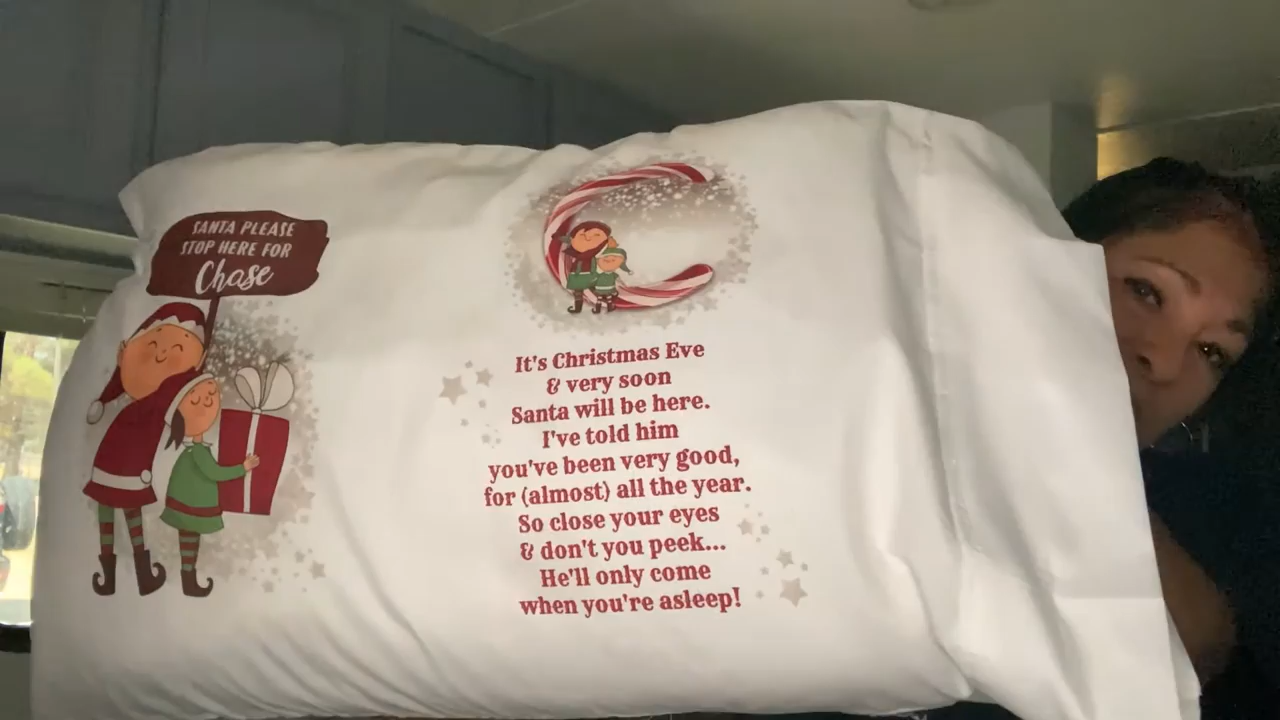 SANTA PLEASE
STOP HERE FOR
Chase
It's Christmas Eve
& very soon
Santa will be here.
I've told him
you've been very good,
for (almost) all the year.
So close your eyes
& don't you peek...
He'll only come
when you're asleep!